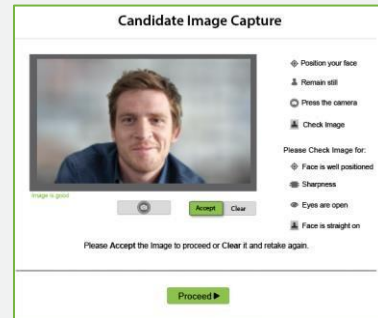 Candidate Image Capture
Position your face
Remain still
Press the camera
Check Image
Please Check Image for:
Face is well positioned
Sharpness
Eyes are open
Face is straight on
Image is good
Accept
Clear
Please Accept the Image to proceed or Clear it and retake again.
Proceed